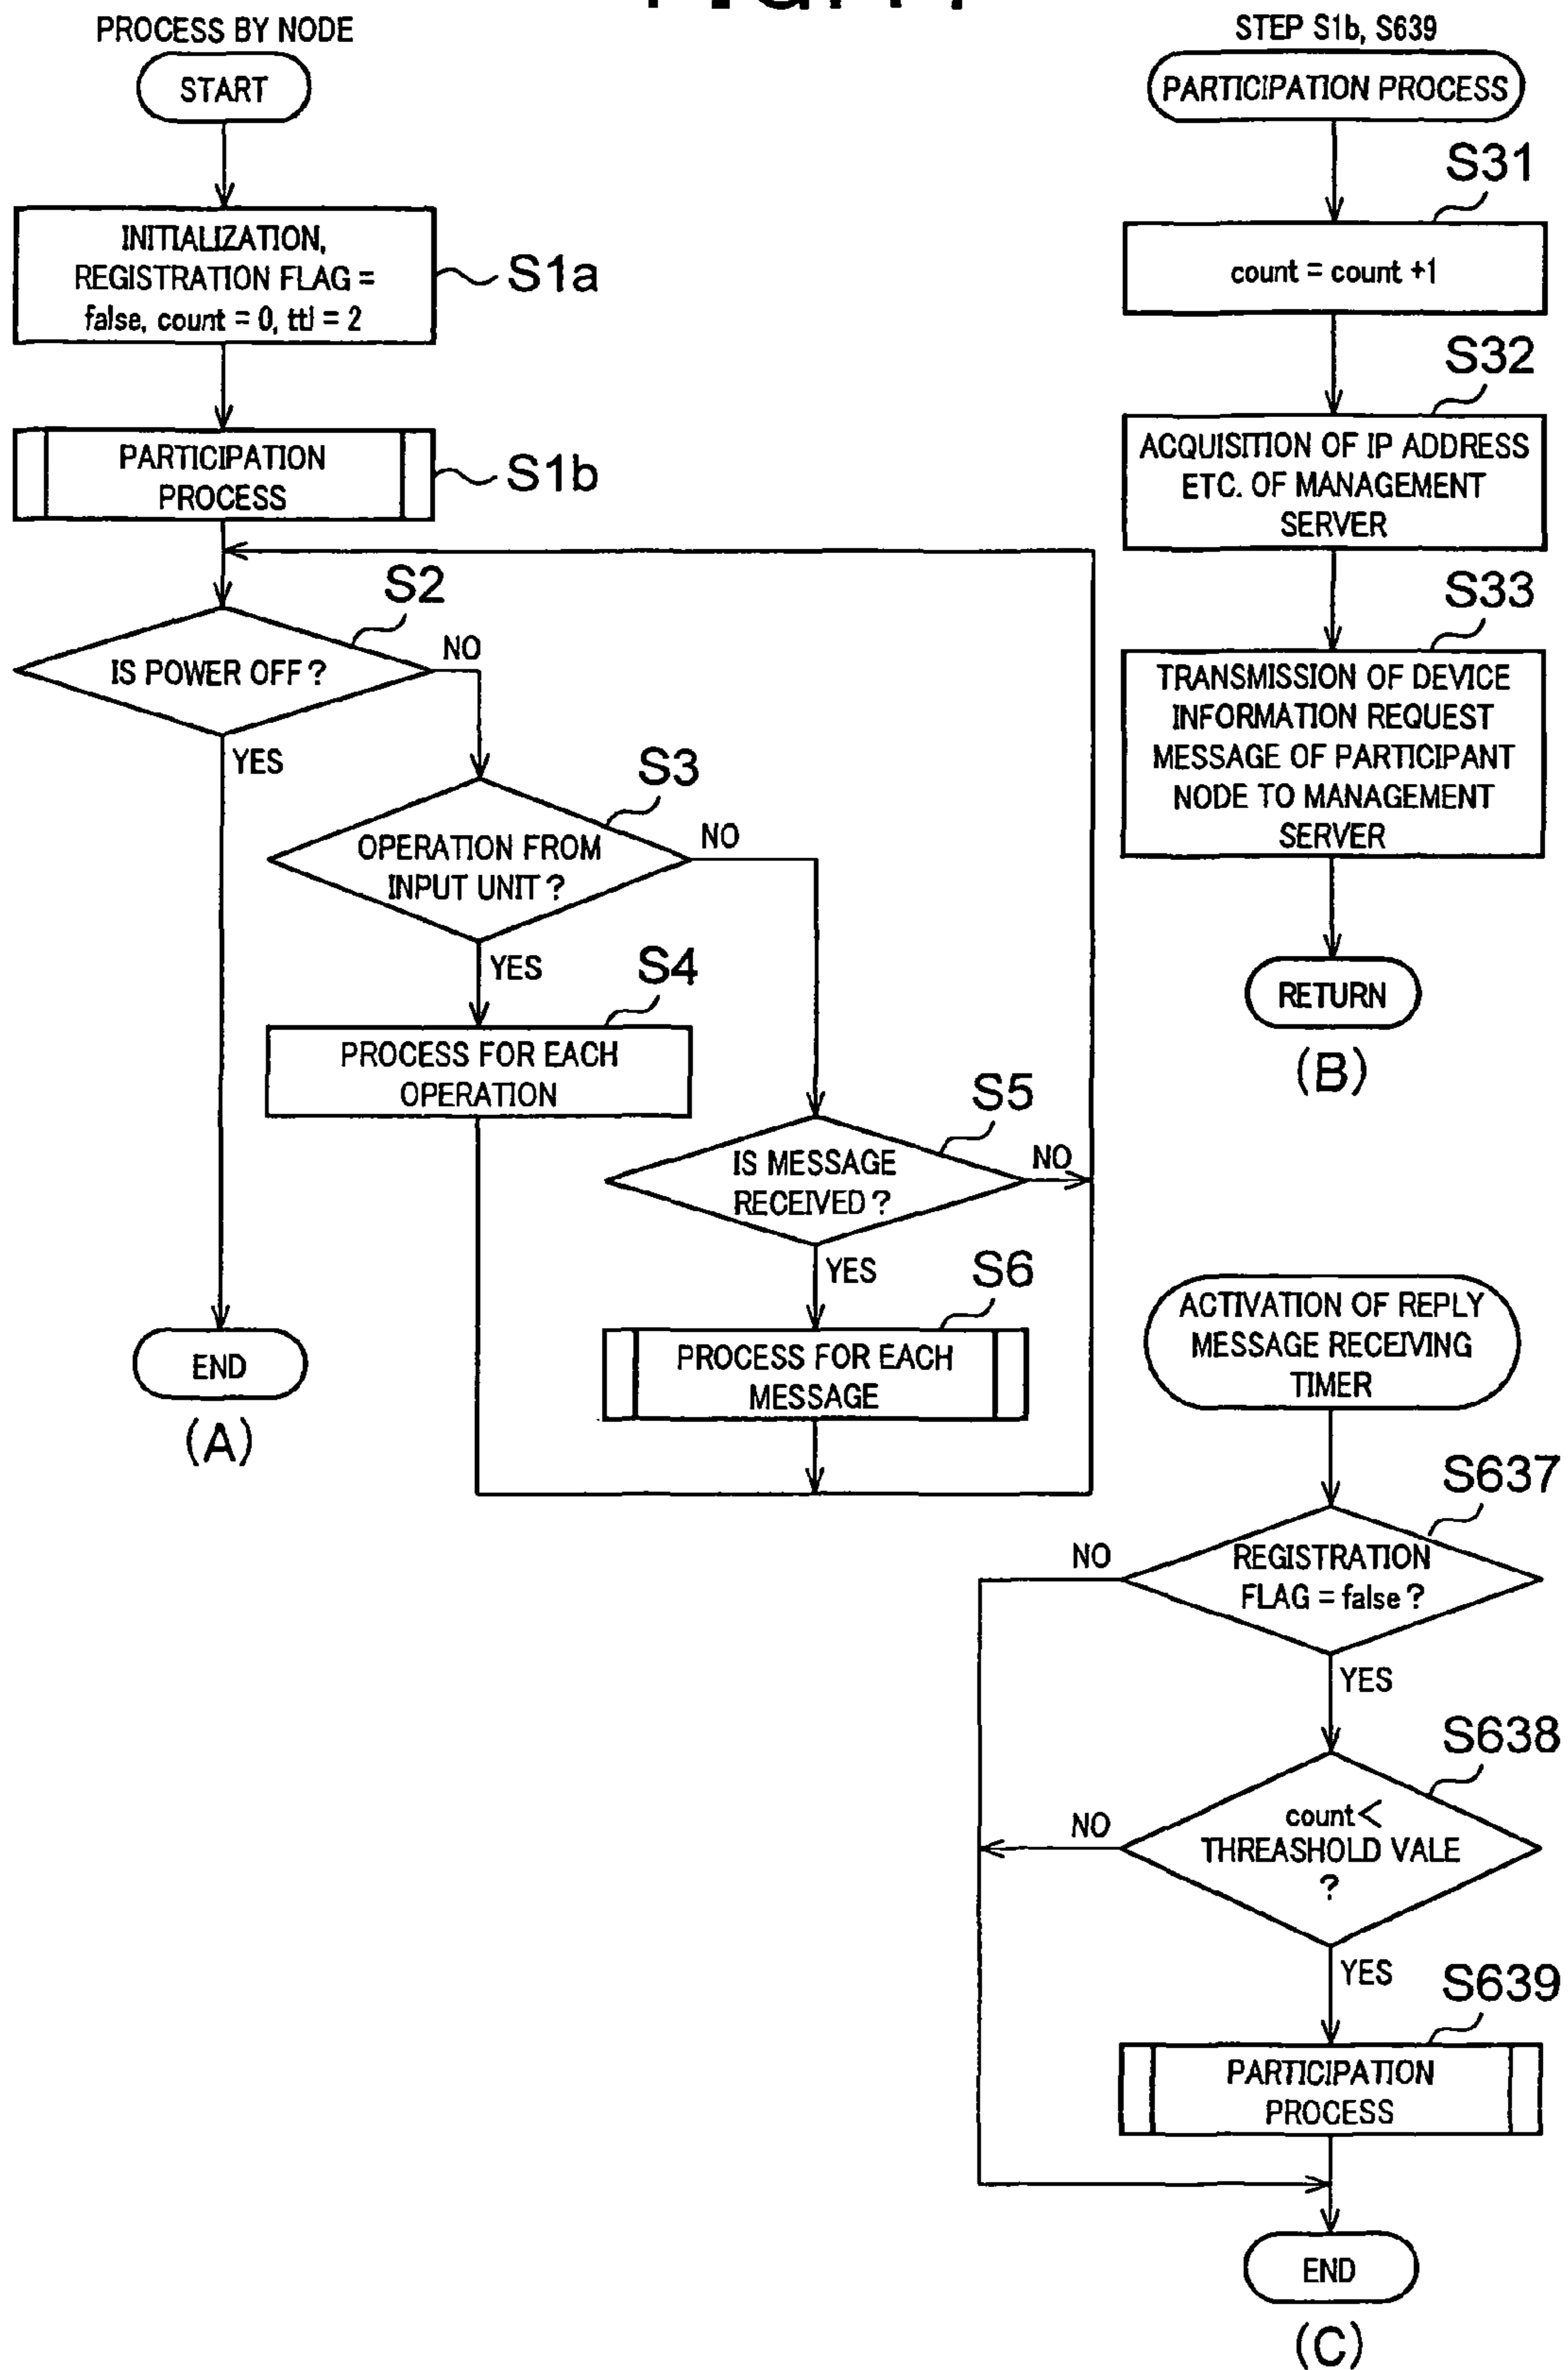 PROCESS BY NODE
START
INITIALIZATION,
REGISTRATION FLAG =
false, count = 0, ttl = 2
S1a
PARTICIPATION
PROCESS
S1b
S2
IS POWER OFF?
NO
YES
S3
OPERATION FROM
INPUT UNIT?
NO
YES
S4
PROCESS FOR EACH
OPERATION
S5
IS MESSAGE
RECEIVED?
NO
YES
S6
PROCESS FOR EACH
MESSAGE
END
(A)
STEP S1b, S639
PARTICIPATION PROCESS
S31
count = count +1
S32
ACQUISITION OF IP ADDRESS
ETC. OF MANAGEMENT
SERVER
S33
TRANSMISSION OF DEVICE
INFORMATION REQUEST
MESSAGE OF PARTICIPANT
NODE TO MANAGEMENT
SERVER
RETURN
(B)
ACTIVATION OF REPLY
MESSAGE RECEIVING
TIMER
S637
REGISTRATION
FLAG = false?
NO
YES
S638
count<
THREASHOLD VALE
?
NO
YES
S639
PARTICIPATION
PROCESS
END
(C)